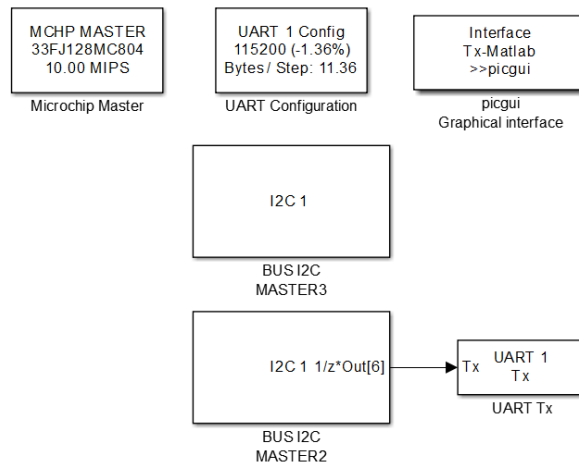 MCHP MASTER
33FJ128MC804
10.00 MIPS
Microchip Master
UART 1 Config
115200 (-1.36%)
Bytes / Step: 11.36
UART Configuration
Interface
Tx-Matlab
>>picgui
picgui
Graphical interface
I2C 1
BUS I2C
MASTER3
I2C 1 1/z*Out[6]
BUS I2C
MASTER2
Tx UART 1
Tx
UART Tx